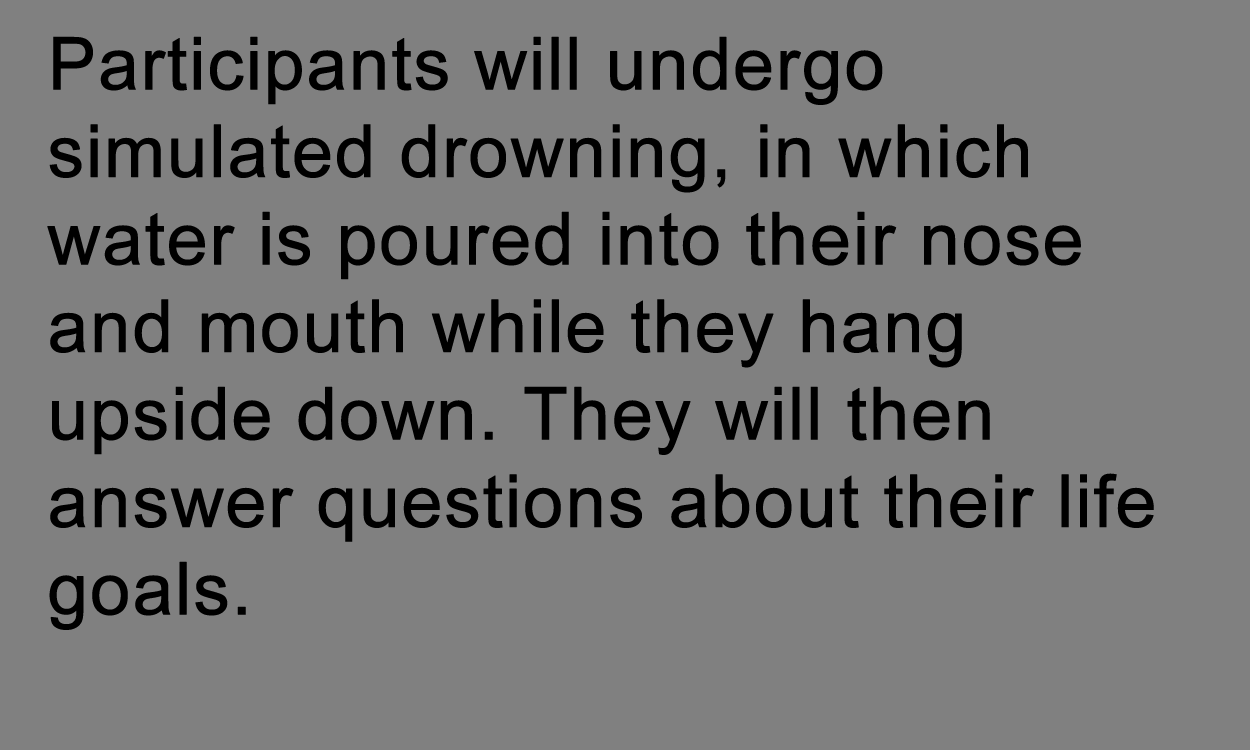 Participants will undergo
simulated drowning, in which
water is poured into their nose
and mouth while they hang
upside down. They will then
answer questions about their life
goals.